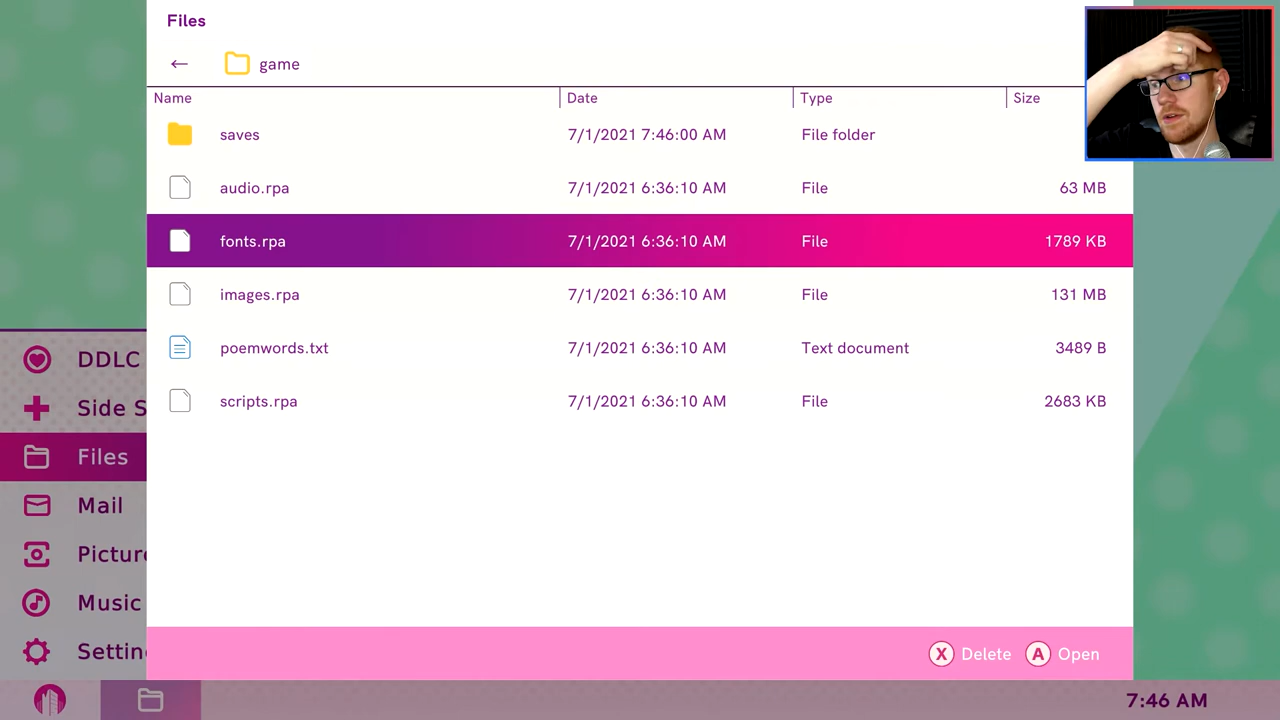 Files
← game
Name Date Type Size
saves 7/1/2021 7:46:00 AM File folder
audio.rpa 7/1/2021 6:36:10 AM File 63 MB
fonts.rpa 7/1/2021 6:36:10 AM File 1789 KB
images.rpa 7/1/2021 6:36:10 AM File 131 MB
poemwords.txt 7/1/2021 6:36:10 AM Text document 3489 B
scripts.rpa 7/1/2021 6:36:10 AM File 2683 KB
DDLC
Side S
Files
Mail
Pictur
Music
Settin
X Delete A Open
7:46 AM